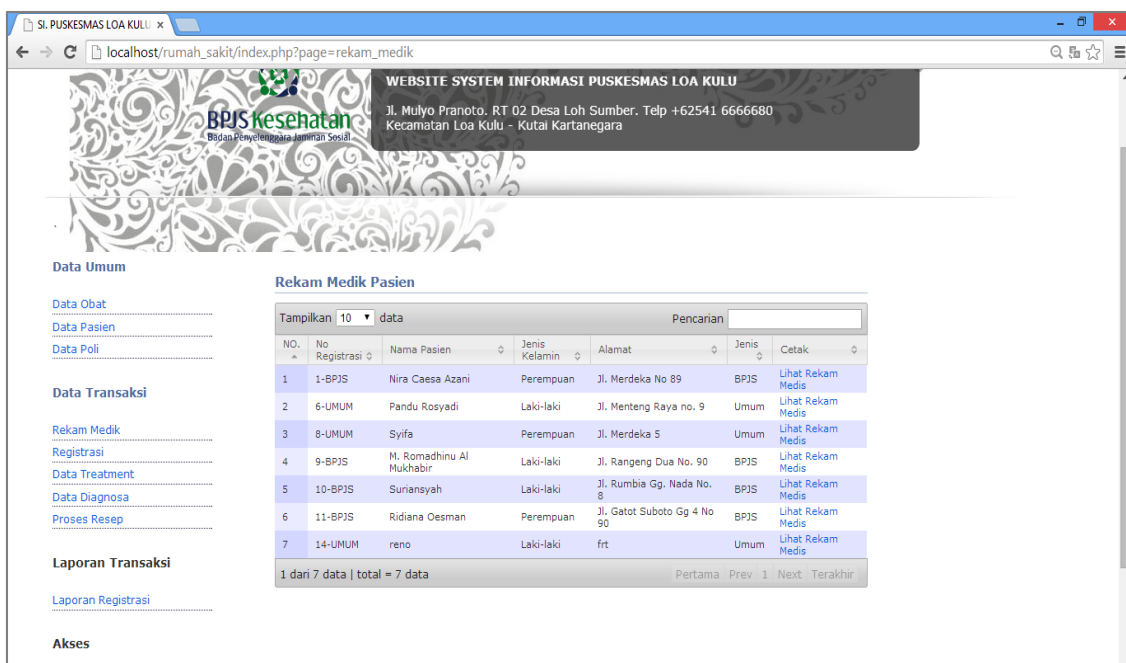 SI. PUSKESMAS LOA KULU
localhost/rumah_sakit/index.php?page=rekam_medik
BPJS Kesehatan
Badan Penyelenggara Jaminan Sosial
WEBSITE SYSTEM INFORMASI PUSKESMAS LOA KULU
Jl. Mulyo Pranoto. RT 02 Desa Loh Sumber. Telp +62541 6666680
Kecamatan Loa Kulu - Kutai Kartanegara
Data Umum
Data Obat
Data Pasien
Data Poli
Data Transaksi
Rekam Medik
Registrasi
Data Treatment
Data Diagnosa
Proses Resep
Laporan Transaksi
Laporan Registrasi
Akses
Rekam Medik Pasien
Tampilkan 10 data Pencarian
NO. No Registrasi Nama Pasien Jenis Kelamin Alamat Jenis Cetak
1 1-BPJS Nira Caesa Azani Perempuan Jl. Merdeka No 89 BPJS Lihat Rekam Medis
2 6-UMUM Pandu Rosyadi Laki-laki Jl. Menteng Raya no. 9 Umum Lihat Rekam Medis
3 8-UMUM Syifa Perempuan Jl. Merdeka 5 Umum Lihat Rekam Medis
4 9-BPJS M. Romadhinu Al Mukhabir Laki-laki Jl. Rangeng Dua No. 90 BPJS Lihat Rekam Medis
5 10-BPJS Suriansyah Laki-laki Jl. Rumbia Gg. Nada No. 8 BPJS Lihat Rekam Medis
6 11-BPJS Ridiana Oesman Perempuan Jl. Gatot Suboto Gg 4 No 90 BPJS Lihat Rekam Medis
7 14-UMUM reno Laki-laki frt Umum Lihat Rekam Medis
1 dari 7 data | total = 7 data Pertama Prev 1 Next Terakhir